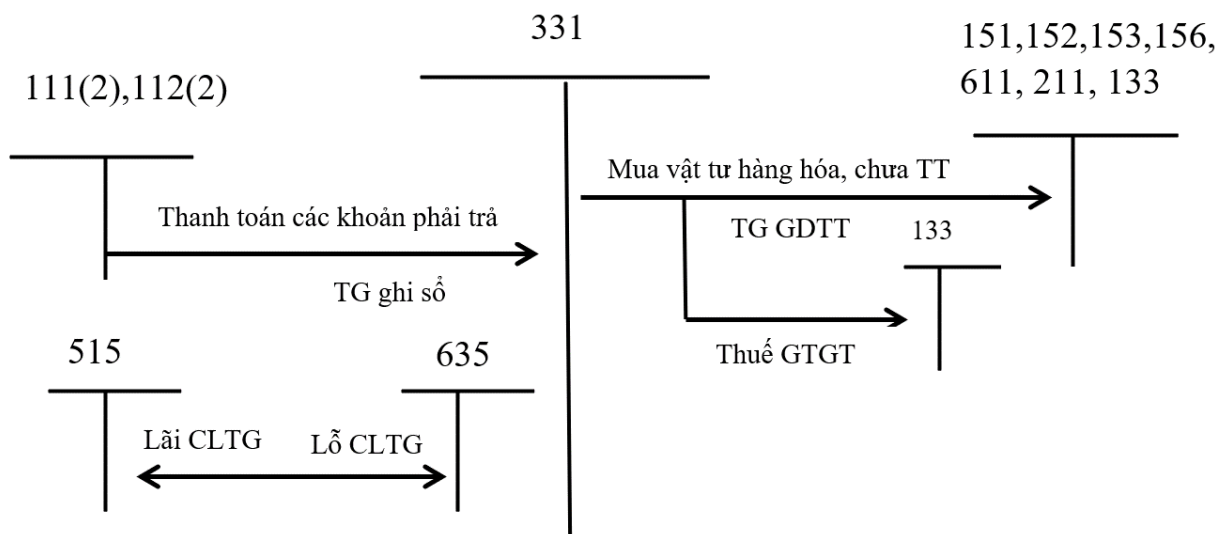 331
151,152,153,156,
611, 211, 133
111(2),112(2)
Mua vật tư hàng hóa, chưa TT
Thanh toán các khoản phải trả
TG GDTT
133
TG ghi sổ
Thuế GTGT
515
635
Lãi CLTG
Lỗ CLTG